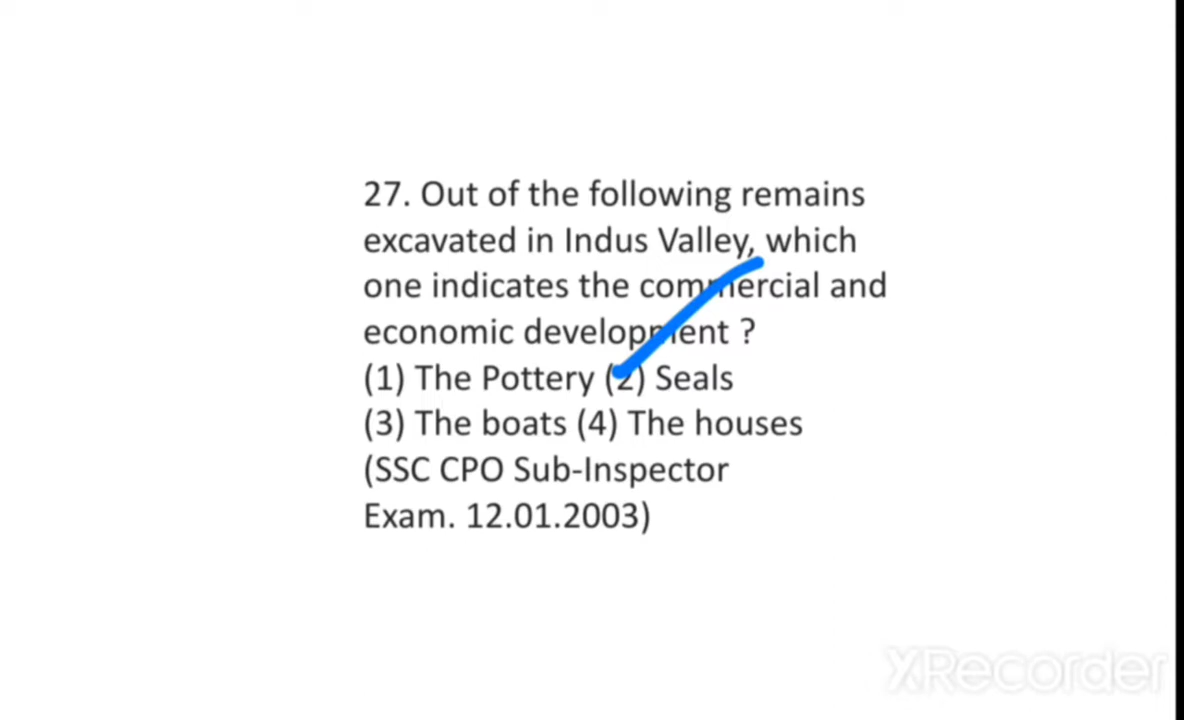 27. Out of the following remains
excavated in Indus Valley, which
one indicates the commercial and
economic development ?
(1) The Pottery (2) Seals
(3) The boats (4) The houses
(SSC CPO Sub-Inspector
Exam. 12.01.2003)
XRecorder